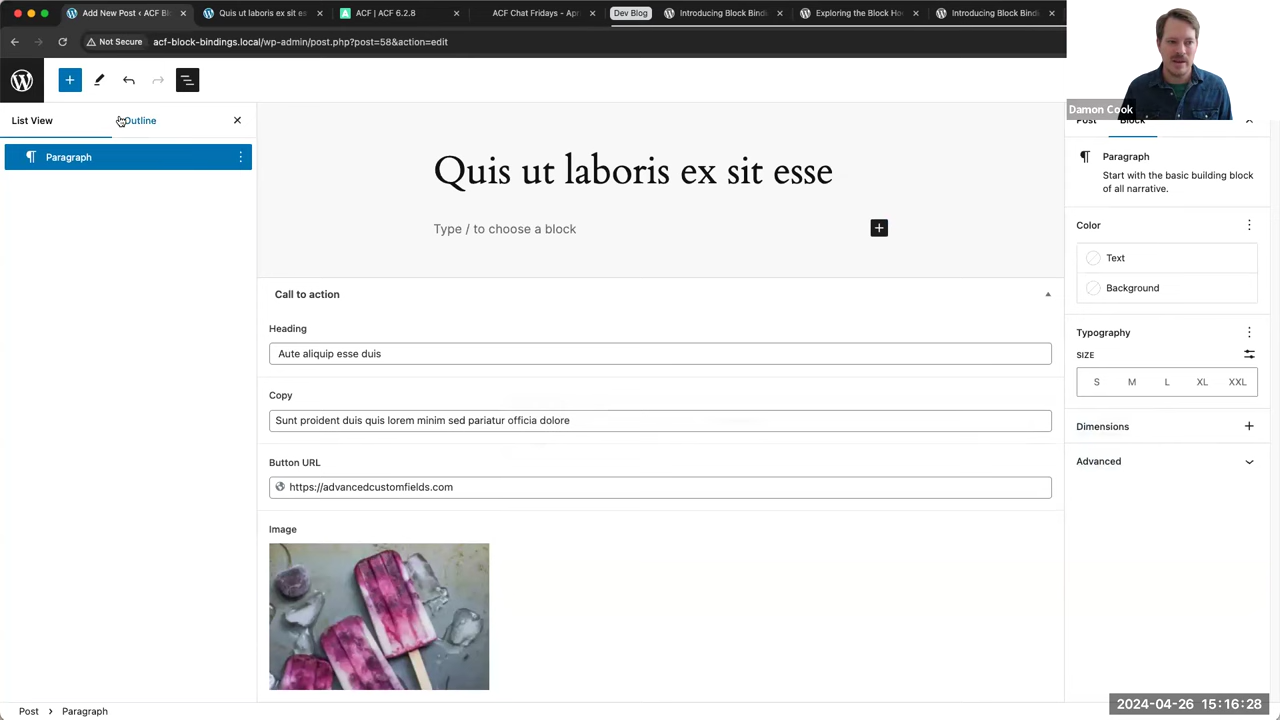 Add New Post ‹ ACF Bl
Quis ut laboris ex sit es
ACF | ACF 6.2.8
ACF Chat Fridays - Apr
Dev Blog
Introducing Block Bind
Exploring the Block Ho
Introducing Block Bind
Not Secure
acf-block-bindings.local/wp-admin/post.php?post=58&action=edit
Damon Cook
List View
Outline
Post
Block
Paragraph
Paragraph
Start with the basic building block
of all narrative.
Quis ut laboris ex sit esse
Type / to choose a block
Color
Text
Background
Call to action
Heading
Aute aliquip esse duis
Typography
SIZE
S M L XL XXL
Copy
Sunt proident duis quis lorem minim sed pariatur officia dolore
Dimensions
Button URL
Advanced
https://advancedcustomfields.com
Image
Post
Paragraph
2024-04-26 15:16:28